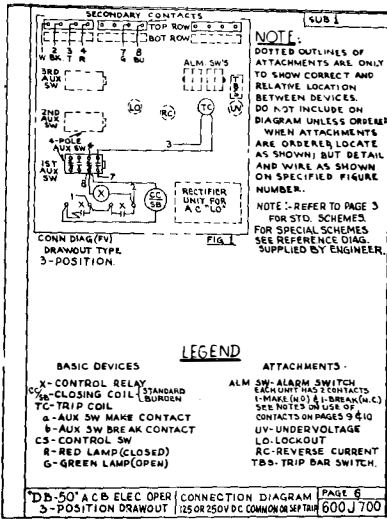 SECONDARY CONTACTS
TOP ROW
BOT ROW
1 2 3 4 7 8
W BK. T R G BU
3RD
AUX
SW
ALM. SW'S
2ND
AUX
SW
LO
RC
TC
UV
4-POLE
AUX SW
3
1ST
AUX
SW
8
7
X
CC
SB
RECTIFIER
UNIT FOR
A C "LO"
CONN DIAG (FV)
DRAWOUT TYPE
3-POSITION.
FIG 1
SUB 1
NOTE:
DOTTED OUTLINES OF
ATTACHMENTS ARE ONLY
TO SHOW CORRECT AND
RELATIVE LOCATION
BETWEEN DEVICES.
DO NOT INCLUDE ON
DIAGRAM UNLESS ORDERED
WHEN ATTACHMENTS
ARE ORDERED, LOCATE
AS SHOWN; BUT DETAIL
AND WIRE AS SHOWN
ON SPECIFIED FIGURE
NUMBER.
NOTE:-REFER TO PAGE 3
FOR STD. SCHEMES.
FOR SPECIAL SCHEMES
SEE REFERENCE DIAG.
SUPPLIED BY ENGINEER.
LEGEND
BASIC DEVICES
X-CONTROL RELAY
CC/SB-CLOSING COIL {STANDARD BURDEN
TC-TRIP COIL
a-AUX SW MAKE CONTACT
b-AUX SW BREAK CONTACT
CS-CONTROL SW
R-RED LAMP (CLOSED)
G-GREEN LAMP (OPEN)
ATTACHMENTS-
ALM SW-ALARM SWITCH
EACH UNIT HAS 2 CONTACTS
1-MAKE (N.O) & 1-BREAK (N.C)
SEE NOTES ON USE OF
CONTACTS ON PAGES 9 & 10
UV-UNDERVOLTAGE
LO-LOCKOUT
RC-REVERSE CURRENT
TBS-TRIP BAR SWITCH.
"DB-50" A C B ELEC OPER
3-POSITION DRAWOUT
CONNECTION DIAGRAM
125 OR 250V D C COMMON OR SEP TRIP
PAGE 6
600J700